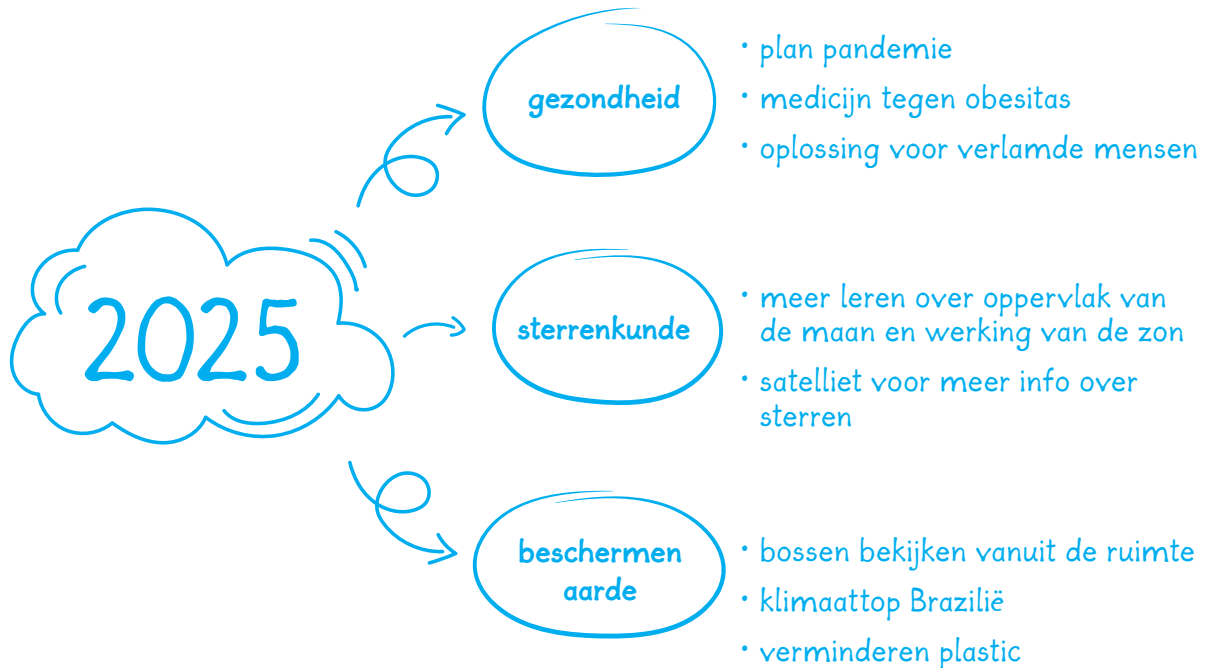 2025
gezondheid
• plan pandemie
• medicijn tegen obesitas
• oplossing voor verlamde mensen
sterrenkunde
• meer leren over oppervlak van
de maan en werking van de zon
• satelliet voor meer info over
sterren
beschermen
aarde
• bossen bekijken vanuit de ruimte
• klimaattop Brazilië
• verminderen plastic